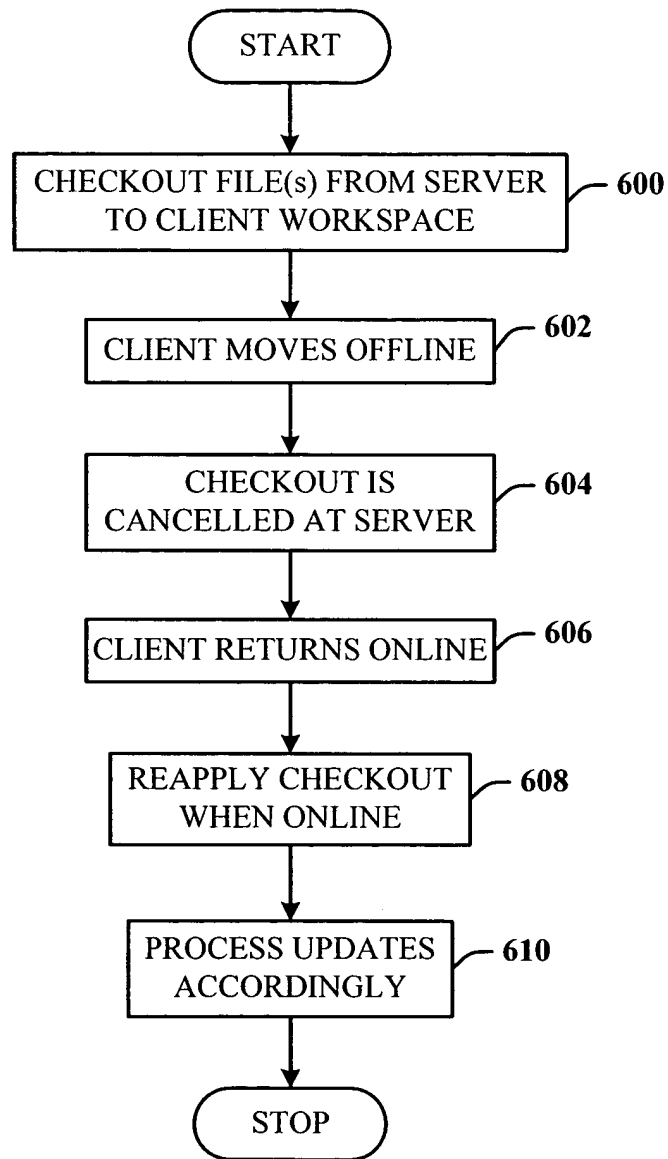 START
CHECKOUT FILE(s) FROM SERVER
TO CLIENT WORKSPACE
600
CLIENT MOVES OFFLINE
602
CHECKOUT IS
CANCELLED AT SERVER
604
CLIENT RETURNS ONLINE
606
REAPPLY CHECKOUT
WHEN ONLINE
608
PROCESS UPDATES
ACCORDINGLY
610
STOP